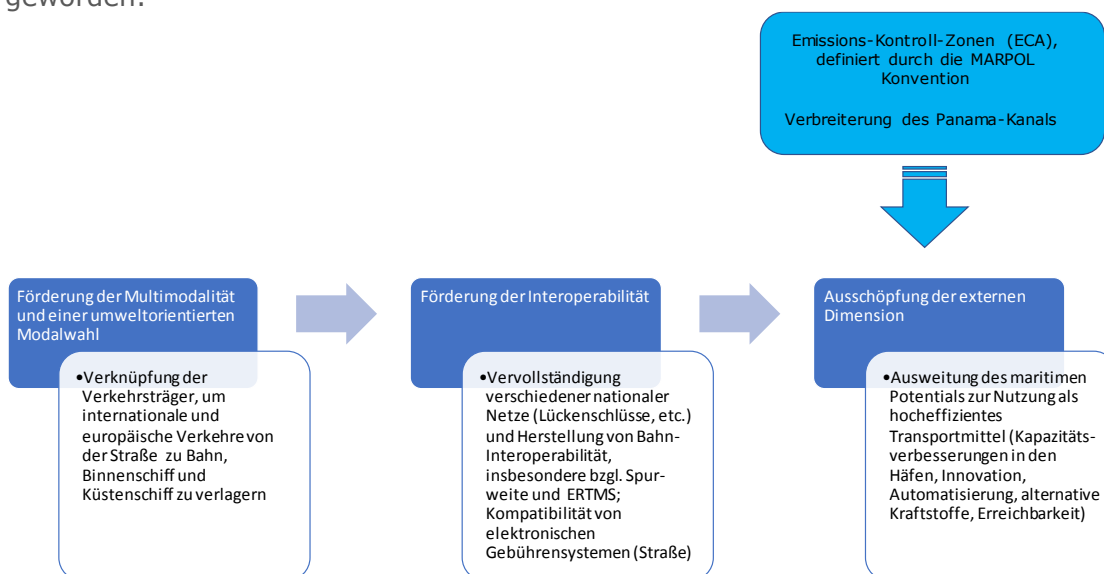 geworden.
Emissions-Kontroll-Zonen (ECA),
definiert durch die MARPOL
Konvention
Verbreiterung des Panama-Kanals
Förderung der Multimodalität
und einer umweltorientierten
Modalwahl
•Verknüpfung der
Verkehrsträger, um
internationale und
europäische Verkehre von
der Straße zu Bahn,
Binnenschiff und
Küstenschiff zu verlagern
Förderung der Interoperabilität
•Vervollständigung
verschiedener nationaler
Netze (Lückenschlüsse, etc.)
und Herstellung von Bahn-
Interoperabilität,
insbesondere bzgl. Spur-
weite und ERTMS;
Kompatibilität von
elektronischen
Gebührensystemen (Straße)
Ausschöpfung der externen
Dimension
•Ausweitung des maritimen
Potentials zur Nutzung als
hocheffizientes
Transportmittel (Kapazitäts-
verbesserungen in den
Häfen, Innovation,
Automatisierung, alternative
Kraftstoffe, Erreichbarkeit)